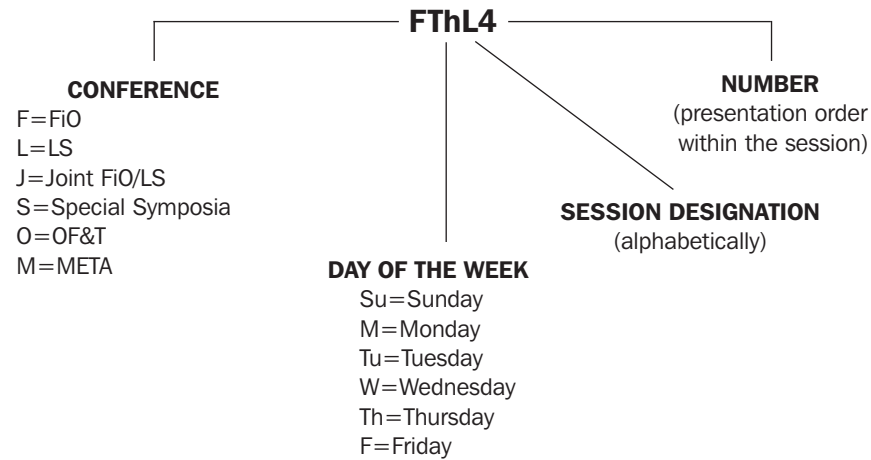 FThL4
CONFERENCE
F=FiO
L=LS
J=Joint FiO/LS
S=Special Symposia
O=OF&T
M=META
DAY OF THE WEEK
Su=Sunday
M=Monday
Tu=Tuesday
W=Wednesday
Th=Thursday
F=Friday
SESSION DESIGNATION
(alphabetically)
NUMBER
(presentation order
within the session)